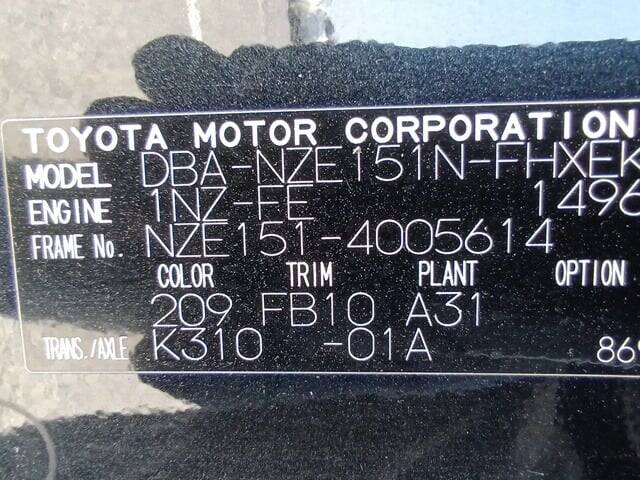 TOYOTA MOTOR CORPORATION
MODEL DBA-NZE151N-FHXEK
ENGINE 1NZ-FE 1496
FRAME NO. NZE151-4005614
COLOR TRIM PLANT OPTION
209 FB10 A31
TRANS./AXLE K310 -01A 869